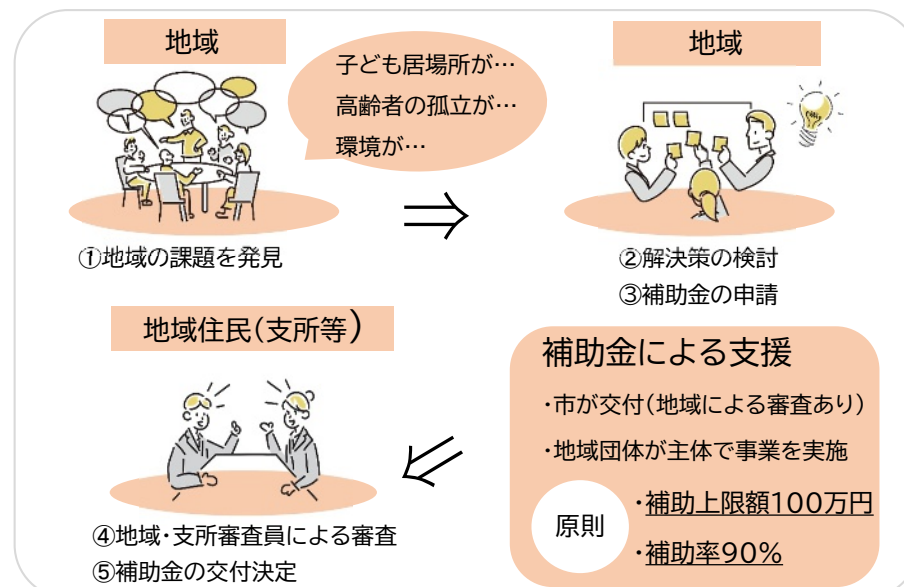 地域
子ども居場所が…
高齢者の孤立が…
環境が…
①地域の課題を発見
地域
②解決策の検討
③補助金の申請
地域住民(支所等)
④地域・支所審査員による審査
⑤補助金の交付決定
補助金による支援
・市が交付(地域による審査あり)
・地域団体が主体で事業を実施
原則
・補助上限額100万円
・補助率90%